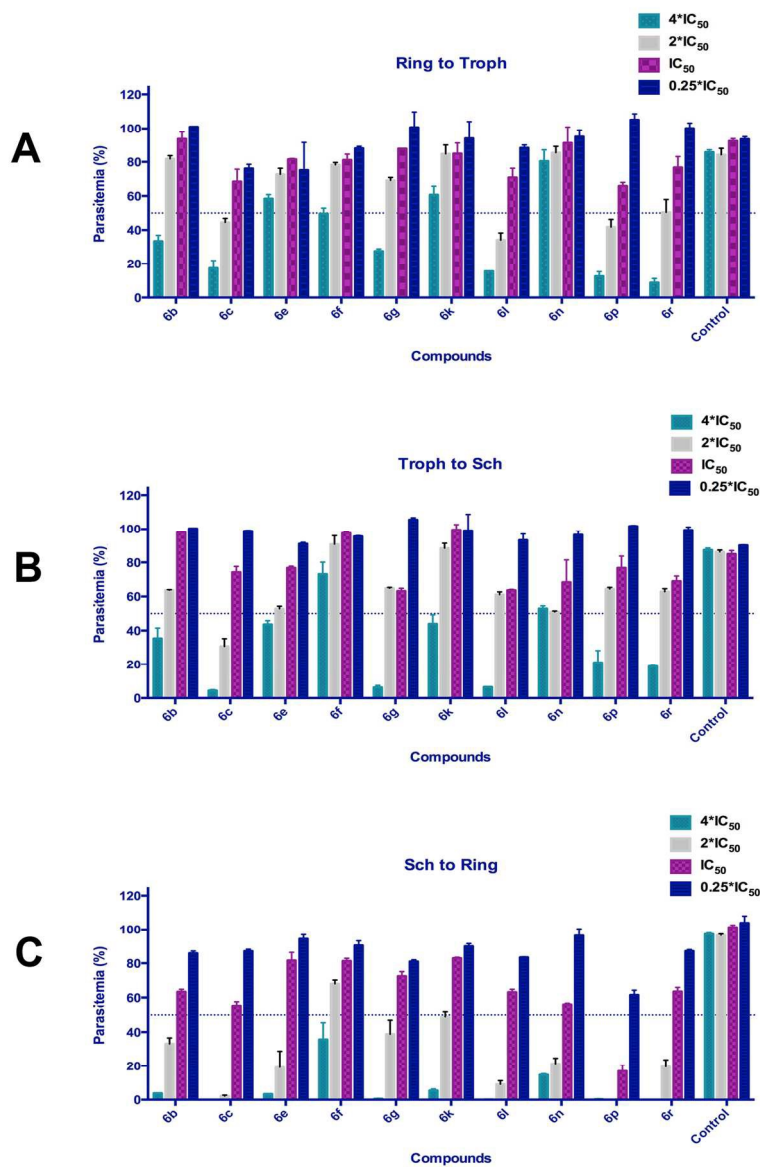 4*IC50
2*IC50
IC50
0.25*IC50
Ring to Troph
A
Parasitemia (%)
120
100
80
60
40
20
0
6b 6c 6e 6f 6g 6k 6l 6n 6p 6r Control
Compounds
4*IC50
2*IC50
IC50
0.25*IC50
Troph to Sch
B
Parasitemia (%)
120
100
80
60
40
20
0
6b 6c 6e 6f 6g 6k 6l 6n 6p 6r Control
Compounds
4*IC50
2*IC50
IC50
0.25*IC50
Sch to Ring
C
Parasitemia (%)
120
100
80
60
40
20
0
6b 6c 6e 6f 6g 6k 6l 6n 6p 6r Control
Compounds